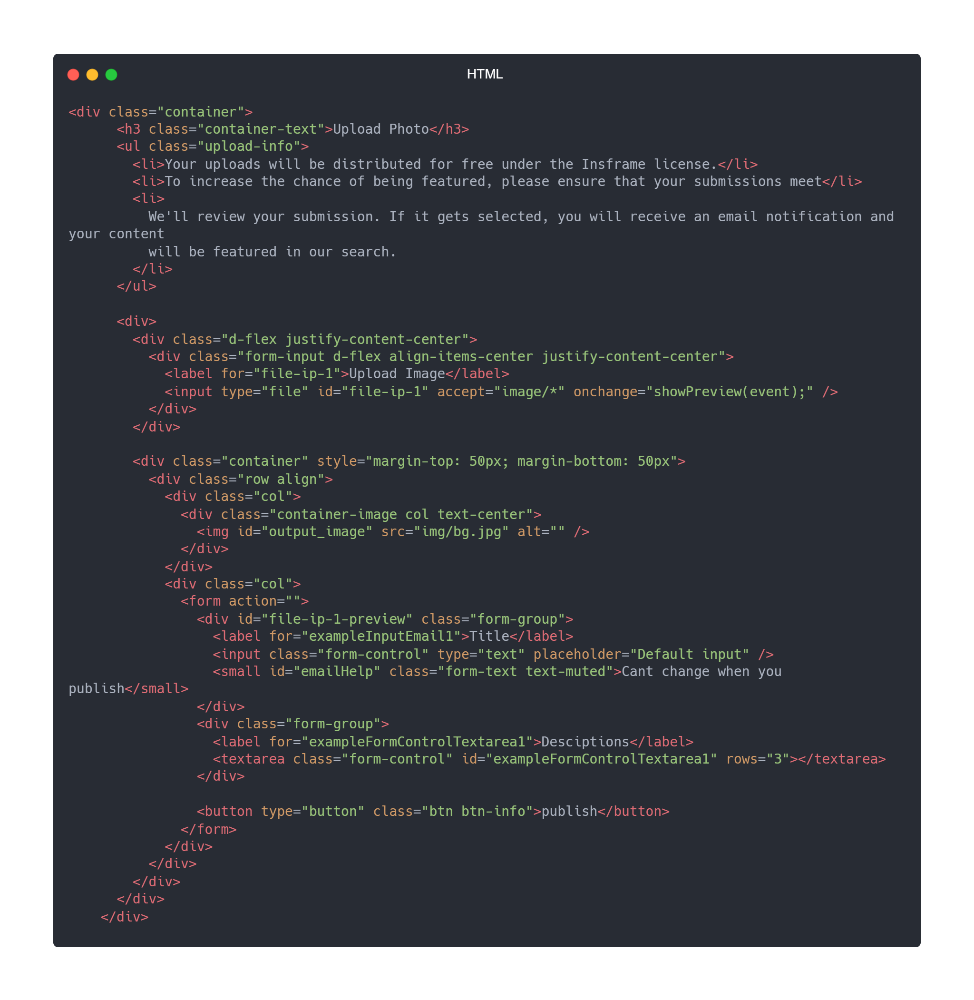 HTML
<div class="container">
      <h3 class="container-text">Upload Photo</h3>
      <ul class="upload-info">
        <li>Your uploads will be distributed for free under the Insframe license.</li>
        <li>To increase the chance of being featured, please ensure that your submissions meet</li>
        <li>
          We'll review your submission. If it gets selected, you will receive an email notification and
your content
          will be featured in our search.
        </li>
      </ul>

      <div>
        <div class="d-flex justify-content-center">
          <div class="form-input d-flex align-items-center justify-content-center">
            <label for="file-ip-1">Upload Image</label>
            <input type="file" id="file-ip-1" accept="image/*" onchange="showPreview(event);" />
          </div>
        </div>

        <div class="container" style="margin-top: 50px; margin-bottom: 50px">
          <div class="row align">
            <div class="col">
              <div class="container-image col text-center">
                <img id="output_image" src="img/bg.jpg" alt="" />
              </div>
            </div>
            <div class="col">
              <form action="">
                <div id="file-ip-1-preview" class="form-group">
                  <label for="exampleInputEmail1">Title</label>
                  <input class="form-control" type="text" placeholder="Default input" />
                  <small id="emailHelp" class="form-text text-muted">Cant change when you
publish</small>
                </div>
                <div class="form-group">
                  <label for="exampleFormControlTextarea1">Desciptions</label>
                  <textarea class="form-control" id="exampleFormControlTextarea1" rows="3"></textarea>
                </div>

                <button type="button" class="btn btn-info">publish</button>
              </form>
            </div>
          </div>
        </div>
      </div>
    </div>